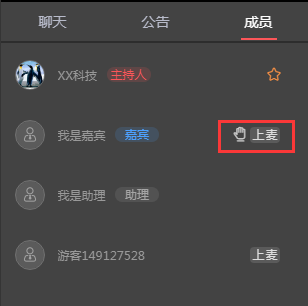 聊天 公告 成员
XX科技 主持人
我是嘉宾 嘉宾 上麦
我是助理 助理
游客149127528 上麦